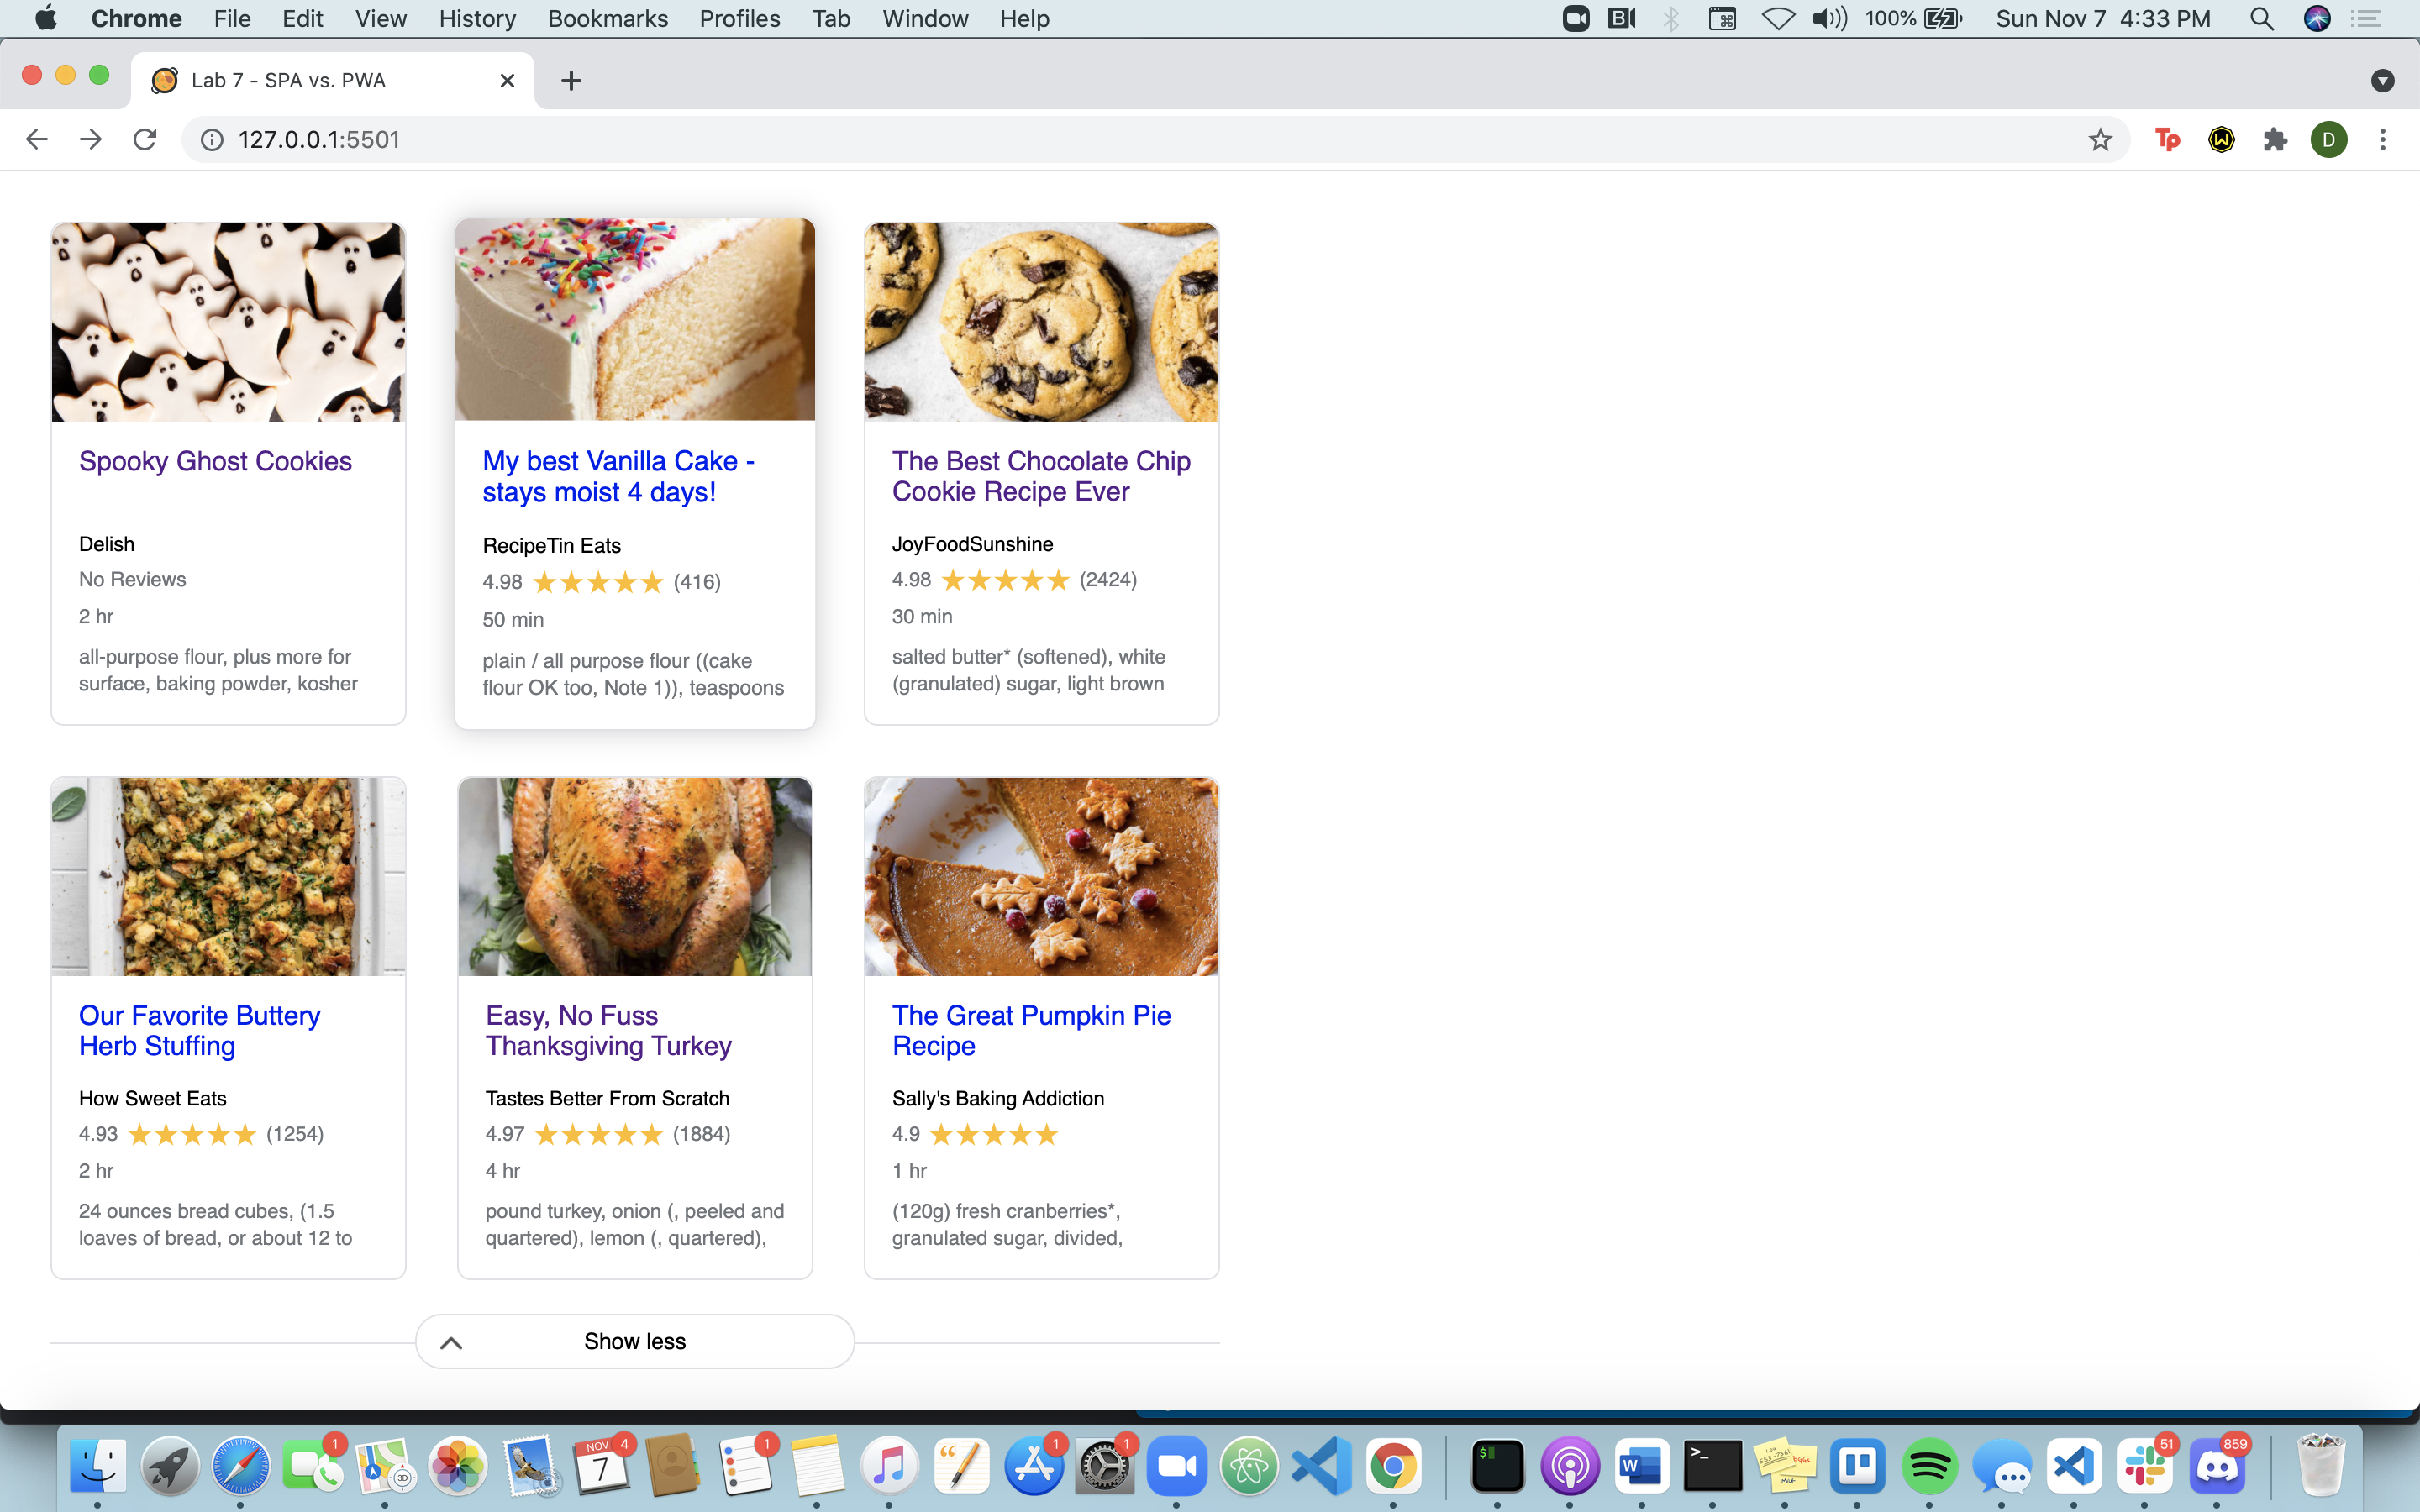 Chrome File Edit View History Bookmarks Profiles Tab Window Help 100% Sun Nov 7 4:33 PM
Lab 7 - SPA vs. PWA
127.0.0.1:5501
Tp
W
D
Spooky Ghost Cookies
Delish
No Reviews
2 hr
all-purpose flour, plus more for
surface, baking powder, kosher
My best Vanilla Cake -
stays moist 4 days!
RecipeTin Eats
4.98 (416)
50 min
plain / all purpose flour ((cake
flour OK too, Note 1)), teaspoons
The Best Chocolate Chip
Cookie Recipe Ever
JoyFoodSunshine
4.98 (2424)
30 min
salted butter* (softened), white
(granulated) sugar, light brown
Our Favorite Buttery
Herb Stuffing
How Sweet Eats
4.93 (1254)
2 hr
24 ounces bread cubes, (1.5
loaves of bread, or about 12 to
Easy, No Fuss
Thanksgiving Turkey
Tastes Better From Scratch
4.97 (1884)
4 hr
pound turkey, onion (, peeled and
quartered), lemon (, quartered),
The Great Pumpkin Pie
Recipe
Sally's Baking Addiction
4.9
1 hr
(120g) fresh cranberries*,
granulated sugar, divided,
Show less
1
3D
NOV
7
4
1
1
1
$
W
>_
51
859